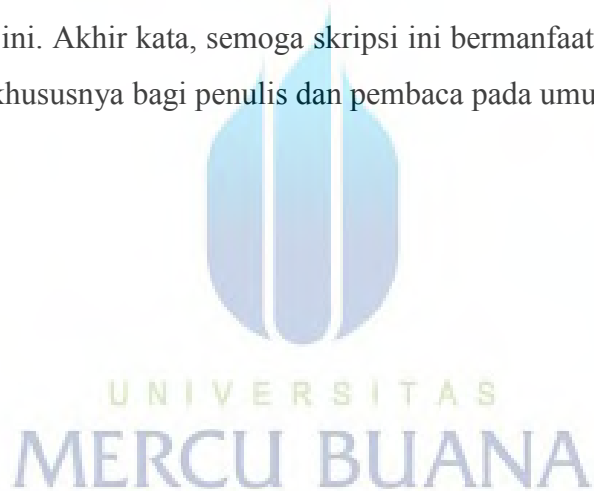 ini. Akhir kata, semoga skripsi ini bermanfaat
khususnya bagi penulis dan pembaca pada umu
UNIVERSITAS
MERCU BUANA